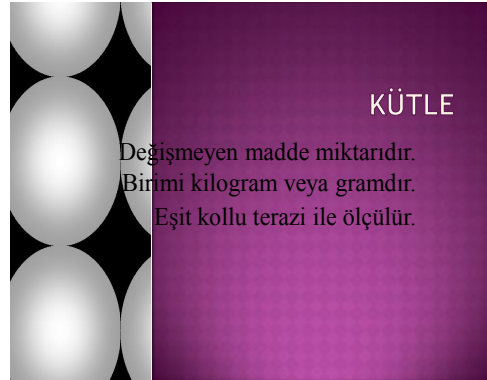 KÜTLE
Değişmeyen madde miktarıdır.
Birimi kilogram veya gramdır.
Eşit kollu terazi ile ölçülür.